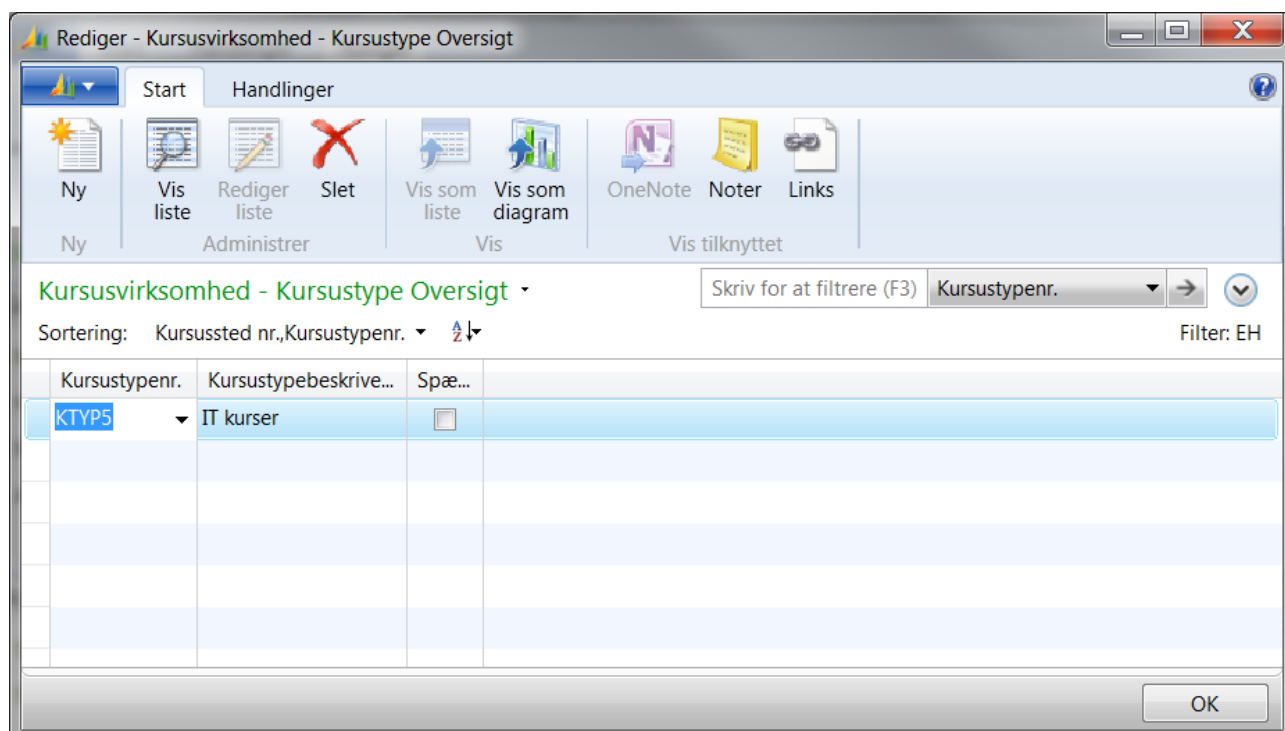 Rediger - Kursusvirksomhed - Kursustype Oversigt
Start Handlinger
Ny Vis liste Rediger liste Slet Vis som liste Vis som diagram OneNote Noter Links
Ny Administrer Vis Vis tilknyttet
Kursusvirksomhed - Kursustype Oversigt Skriv for at filtrere (F3) Kursustypenr.
Sortering: Kursussted nr.,Kursustypenr. Filter: EH
Kursustypenr. Kursustypebeskrive... Spæ...
KTYP5 IT kurser
OK